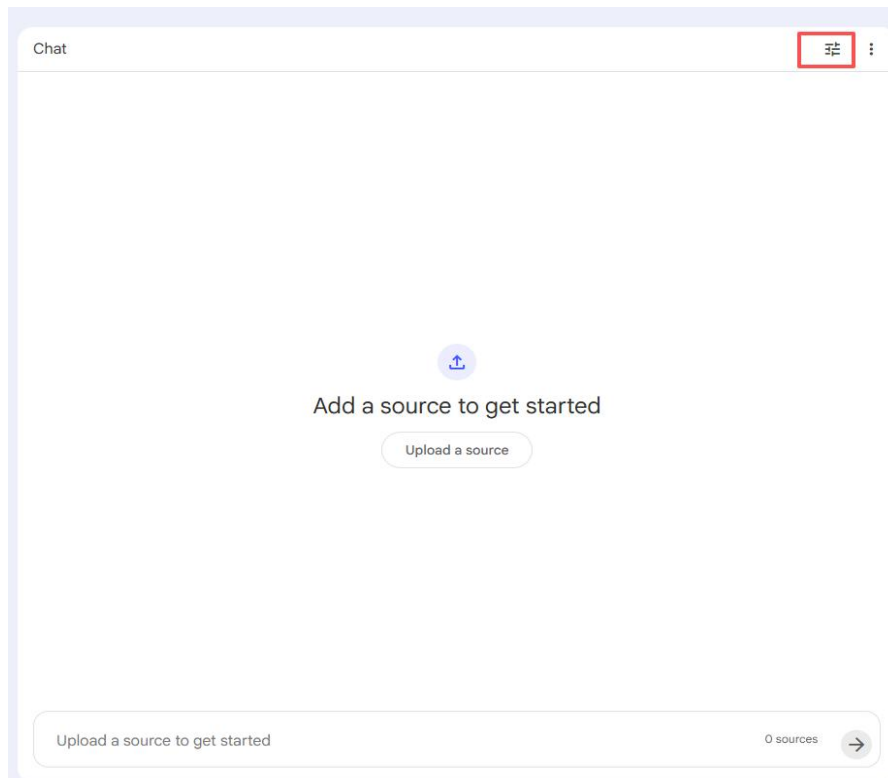 Chat
Add a source to get started
Upload a source
Upload a source to get started
0 sources